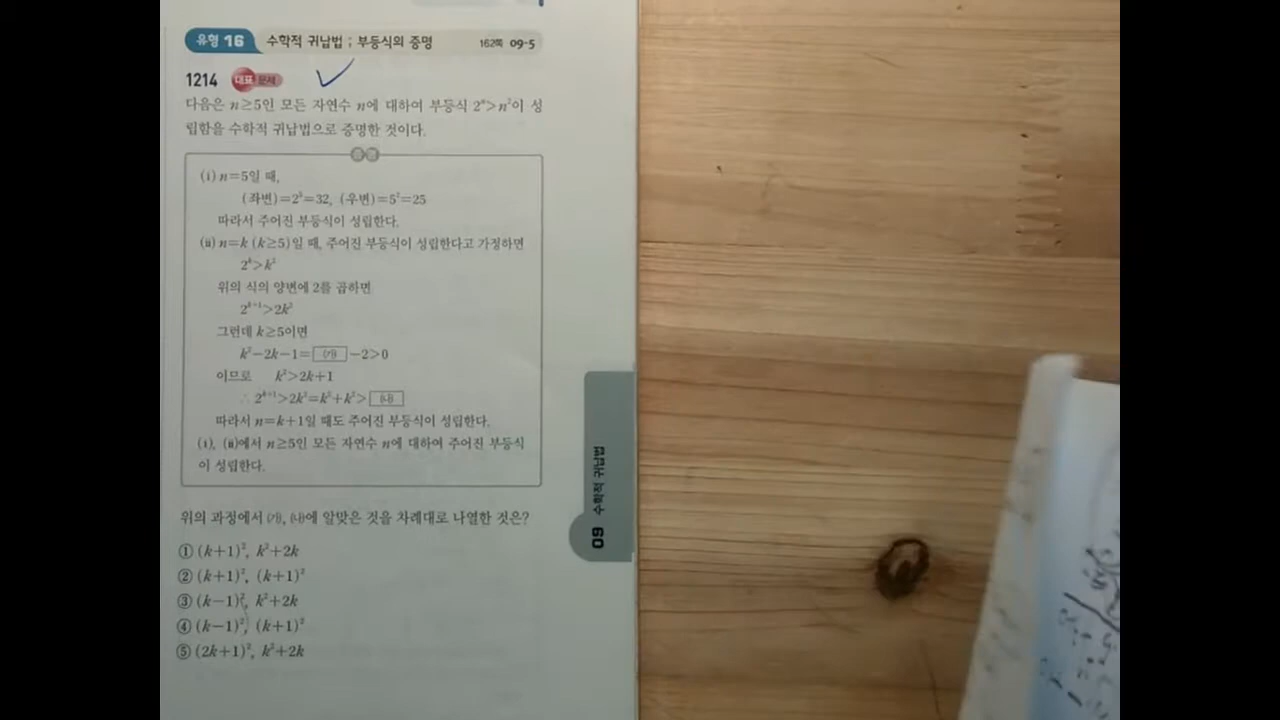 유형 16 수학적 귀납법 ; 부등식의 증명 162쪽 09-5
1214 대표 문제
다음은 n≥5인 모든 자연수 n에 대하여 부등식 2ⁿ>n²이 성
립함을 수학적 귀납법으로 증명한 것이다.
증명
(i) n=5일 때,
(좌변)=2⁵=32, (우변)=5²=25
따라서 주어진 부등식이 성립한다.
(ii) n=k (k≥5)일 때, 주어진 부등식이 성립한다고 가정하면
2ᵏ>k²
위의 식의 양변에 2를 곱하면
2ᵏ⁺¹>2k²
그런데 k≥5이면
k²-2k-1= (가) -2>0
이므로 k²>2k+1
∴ 2ᵏ⁺¹>2k²=k²+k²> (나)
따라서 n=k+1일 때도 주어진 부등식이 성립한다.
(i), (ii)에서 n≥5인 모든 자연수 n에 대하여 주어진 부등식
이 성립한다.
위의 과정에서 (가), (나)에 알맞은 것을 차례대로 나열한 것은?
① (k+1)², k²+2k
② (k+1)², (k+1)²
③ (k-1)², k²+2k
④ (k-1)², (k+1)²
⑤ (2k+1)², k²+2k
09 수학적 귀납법